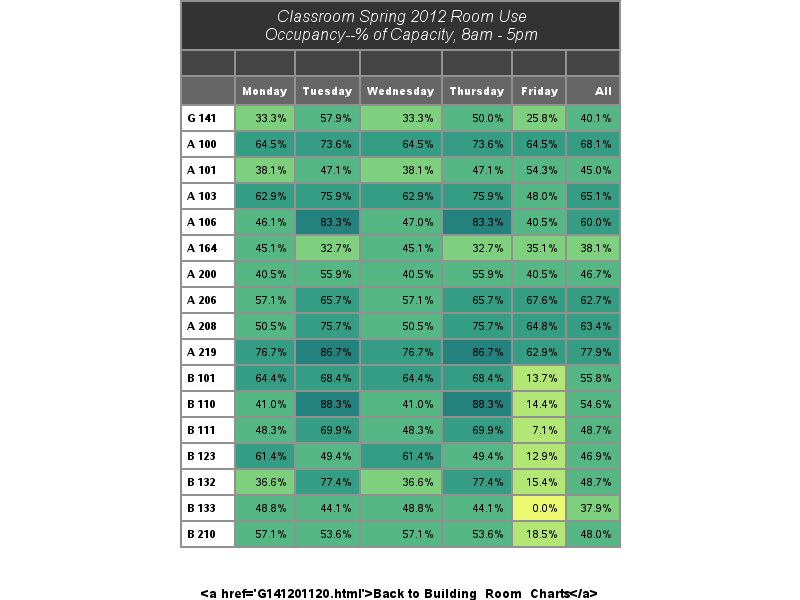 Classroom Spring 2012 Room Use
Occupancy--% of Capacity, 8am - 5pm
Monday Tuesday Wednesday Thursday Friday All
G 141 33.3% 57.9% 33.3% 50.0% 25.8% 40.1%
A 100 64.5% 73.6% 64.5% 73.6% 64.5% 68.1%
A 101 38.1% 47.1% 38.1% 47.1% 54.3% 45.0%
A 103 62.9% 75.9% 62.9% 75.9% 48.0% 65.1%
A 106 46.1% 83.3% 47.0% 83.3% 40.5% 60.0%
A 164 45.1% 32.7% 45.1% 32.7% 35.1% 38.1%
A 200 40.5% 55.9% 40.5% 55.9% 40.5% 46.7%
A 206 57.1% 65.7% 57.1% 65.7% 67.6% 62.7%
A 208 50.5% 75.7% 50.5% 75.7% 64.8% 63.4%
A 219 76.7% 86.7% 76.7% 86.7% 62.9% 77.9%
B 101 64.4% 68.4% 64.4% 68.4% 13.7% 55.8%
B 110 41.0% 88.3% 41.0% 88.3% 14.4% 54.6%
B 111 48.3% 69.9% 48.3% 69.9% 7.1% 48.7%
B 123 61.4% 49.4% 61.4% 49.4% 12.9% 46.9%
B 132 36.6% 77.4% 36.6% 77.4% 15.4% 48.7%
B 133 48.8% 44.1% 48.8% 44.1% 0.0% 37.9%
B 210 57.1% 53.6% 57.1% 53.6% 18.5% 48.0%
<a href='G141201120.html'>Back to Building_Room_Charts</a>